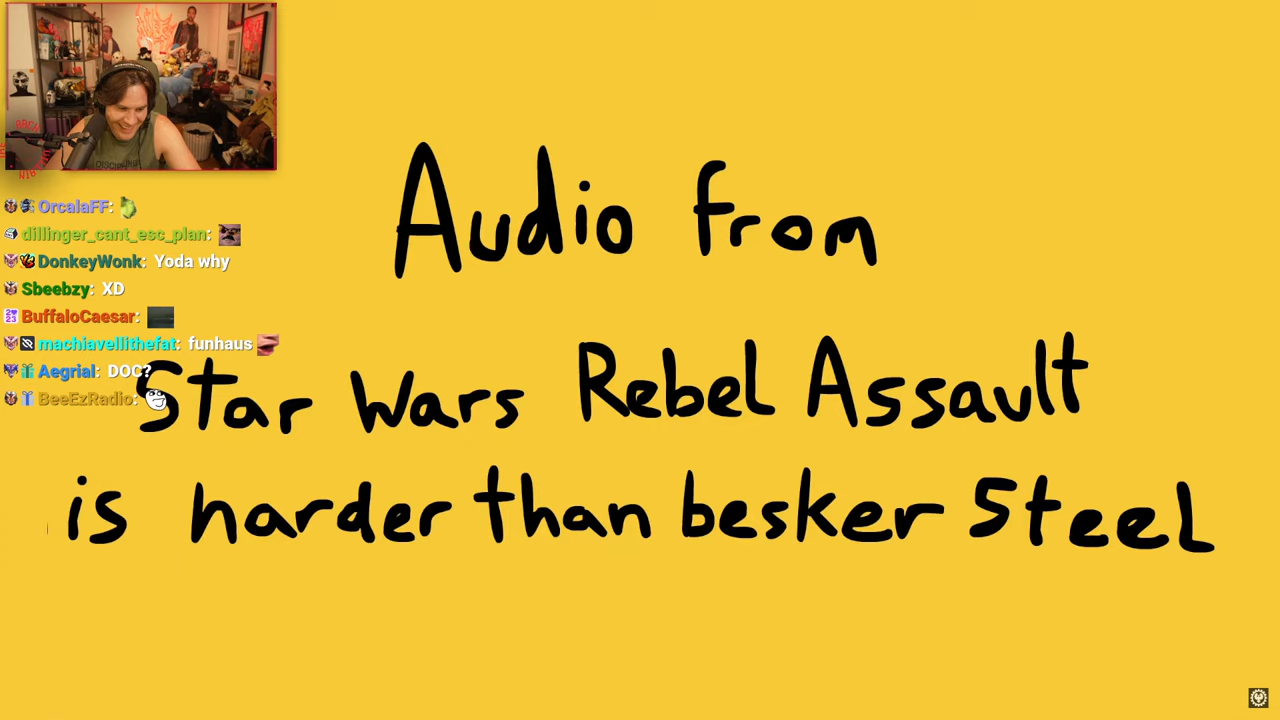 OrcalaFF:
dillinger_cant_esc_plan:
DonkeyWonk: Yoda why
Sbeebzy: XD
BuffaloCaesar:
machiavellithefat: funhaus
Aegrial: DOC?
BeeEzRadio:
Audio from
Star Wars Rebel Assault
is harder than besker Steel